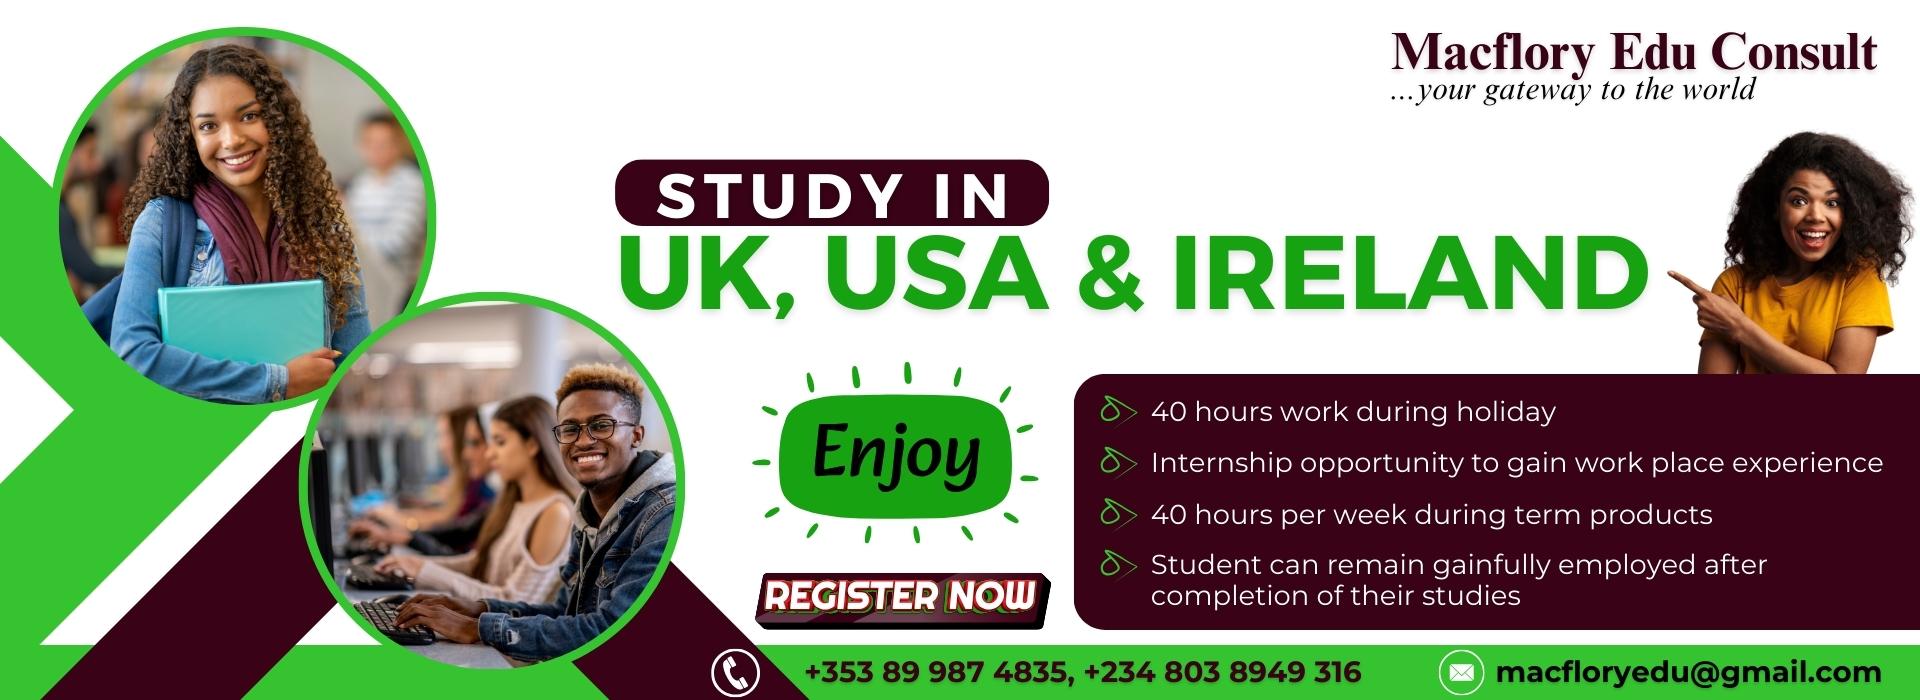 Macflory Edu Consult
...your gateway to the world
STUDY IN
UK, USA & IRELAND
Enjoy
40 hours work during holiday
Internship opportunity to gain work place experience
40 hours per week during term products
Student can remain gainfully employed after
completion of their studies
REGISTER NOW
+353 89 987 4835, +234 803 8949 316
macfloryedu@gmail.com